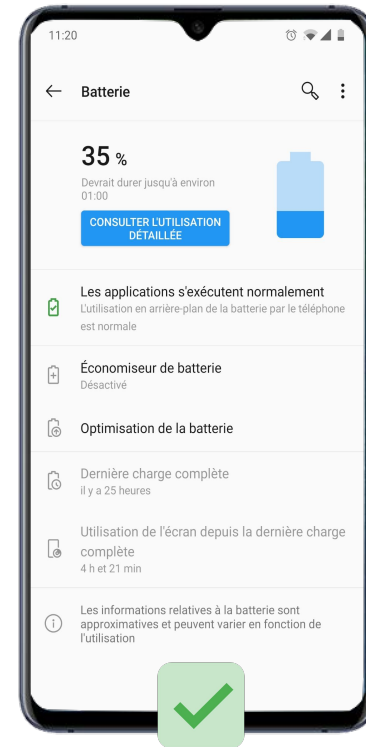 11:20
Batterie
35 %
Devrait durer jusqu'à environ
01:00
CONSULTER L'UTILISATION
DÉTAILLÉE
Les applications s'exécutent normalement
L'utilisation en arrière-plan de la batterie par le téléphone
est normale
Économiseur de batterie
Désactivé
Optimisation de la batterie
Dernière charge complète
il y a 25 heures
Utilisation de l'écran depuis la dernière charge
complète
4 h et 21 min
Les informations relatives à la batterie sont
approximatives et peuvent varier en fonction de
l'utilisation